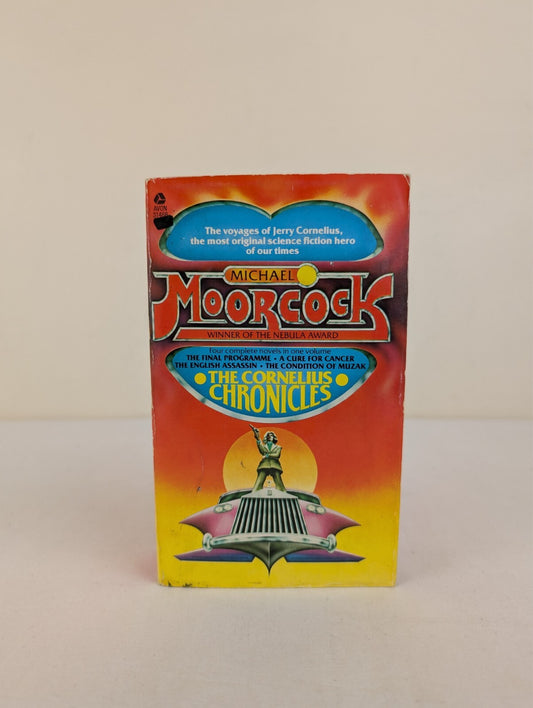 AVON
The voyages of Jerry Cornelius,
the most original science fiction hero
of our times
MICHAEL
MOORCOCK
WINNER OF THE NEBULA AWARD
four complete novels in one volume
THE FINAL PROGRAMME • A CURE FOR CANCER
THE ENGLISH ASSASSIN • THE CONDITION OF MUZAK
• THE CORNELIUS •
CHRONICLES